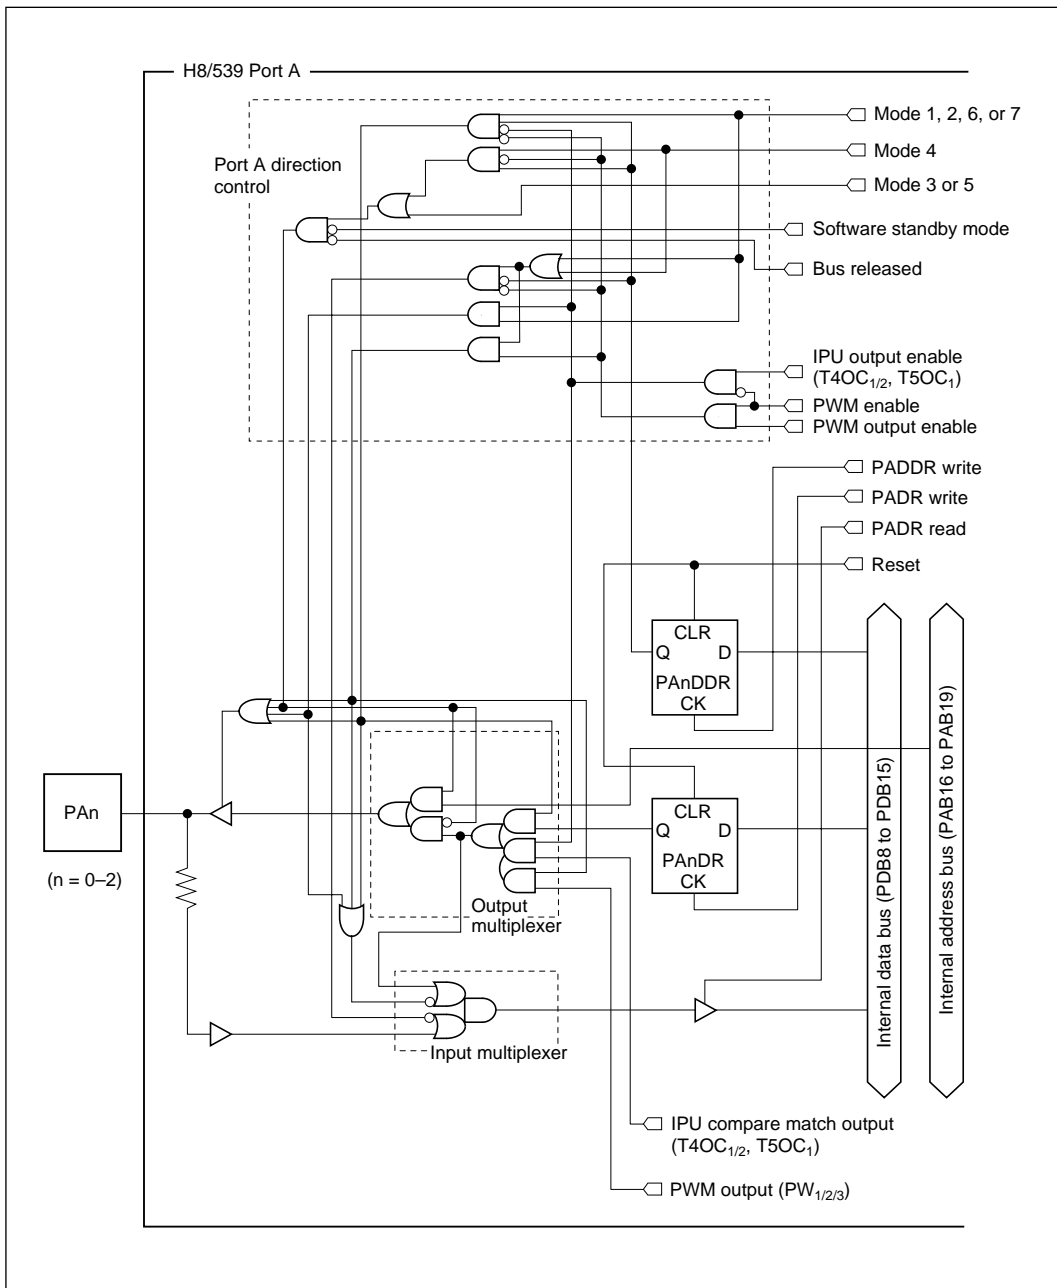 H8/539 Port A
Port A direction
control
Mode 1, 2, 6, or 7
Mode 4
Mode 3 or 5
Software standby mode
Bus released
IPU output enable
(T4OC1/2, T5OC1)
PWM enable
PWM output enable
PADDR write
PADR write
PADR read
Reset
CLR
Q D
PAnDDR
CK
CLR
Q D
PAnDR
CK
PAn
(n = 0–2)
Output
multiplexer
Input multiplexer
Internal data bus (PDB8 to PDB15)
Internal address bus (PAB16 to PAB19)
IPU compare match output
(T4OC1/2, T5OC1)
PWM output (PW1/2/3)